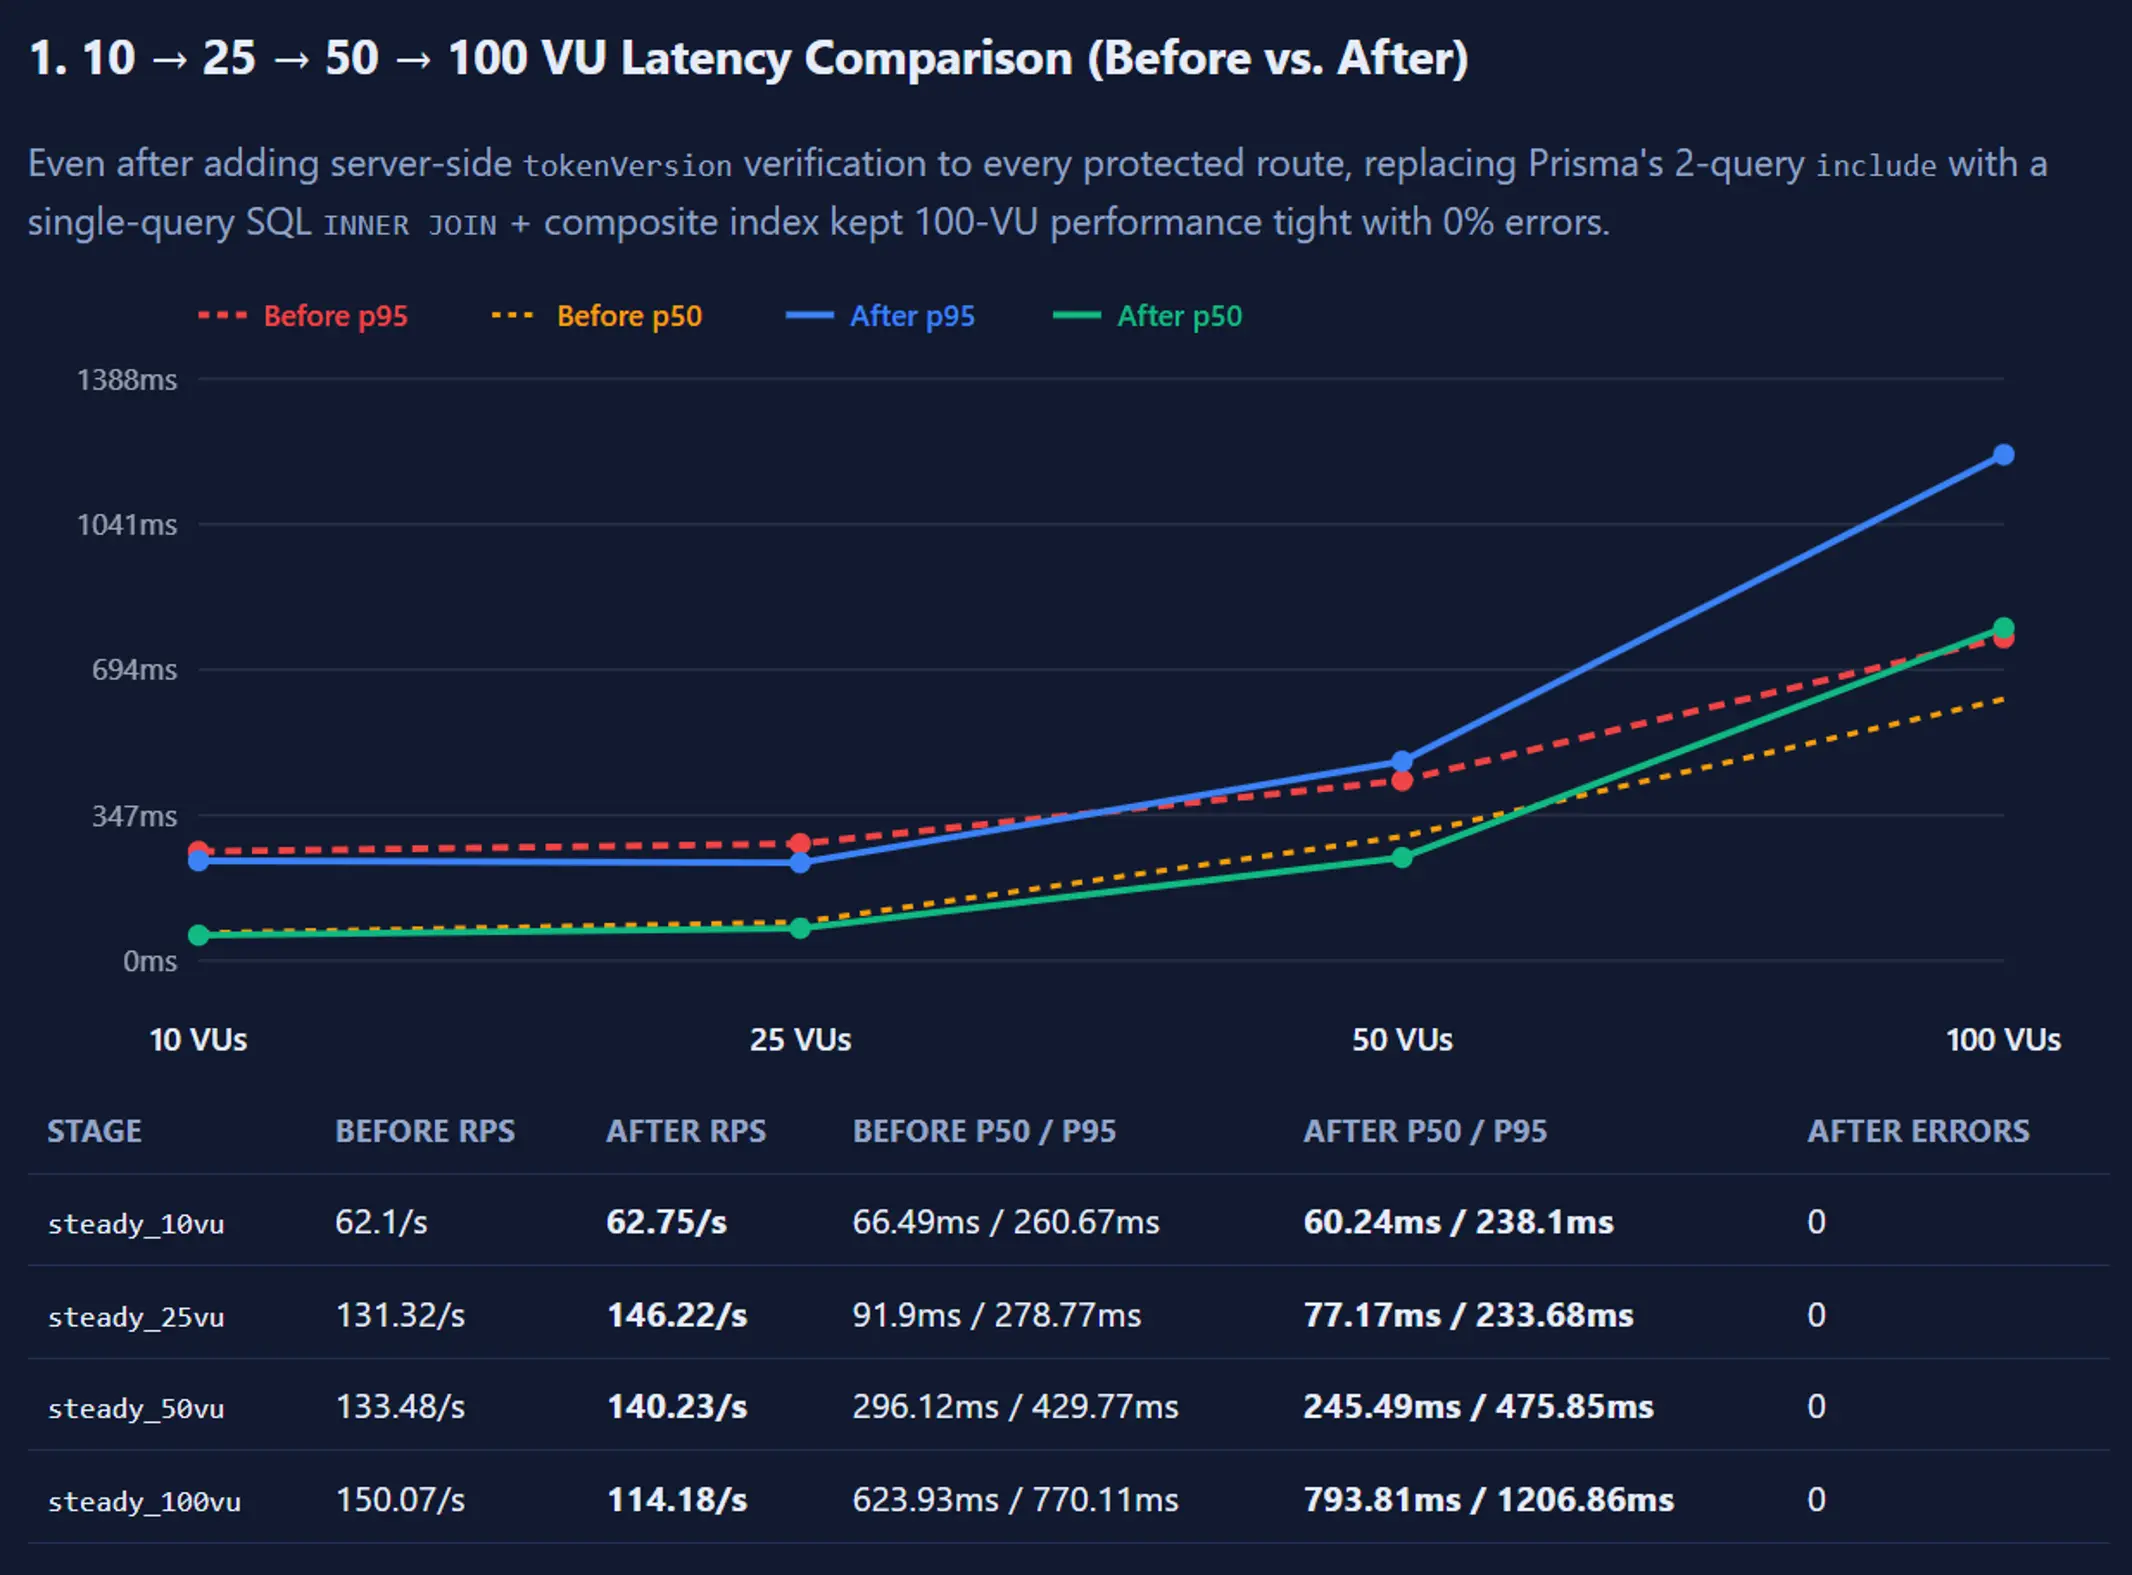 1. 10 → 25 → 50 → 100 VU Latency Comparison (Before vs. After)
Even after adding server-side tokenVersion verification to every protected route, replacing Prisma's 2-query include with a
single-query SQL INNER JOIN + composite index kept 100-VU performance tight with 0% errors.
Before p95 Before p50 After p95 After p50
1388ms
1041ms
694ms
347ms
0ms
10 VUs 25 VUs 50 VUs 100 VUs
STAGE BEFORE RPS AFTER RPS BEFORE P50 / P95 AFTER P50 / P95 AFTER ERRORS
steady_10vu 62.1/s 62.75/s 66.49ms / 260.67ms 60.24ms / 238.1ms 0
steady_25vu 131.32/s 146.22/s 91.9ms / 278.77ms 77.17ms / 233.68ms 0
steady_50vu 133.48/s 140.23/s 296.12ms / 429.77ms 245.49ms / 475.85ms 0
steady_100vu 150.07/s 114.18/s 623.93ms / 770.11ms 793.81ms / 1206.86ms 0